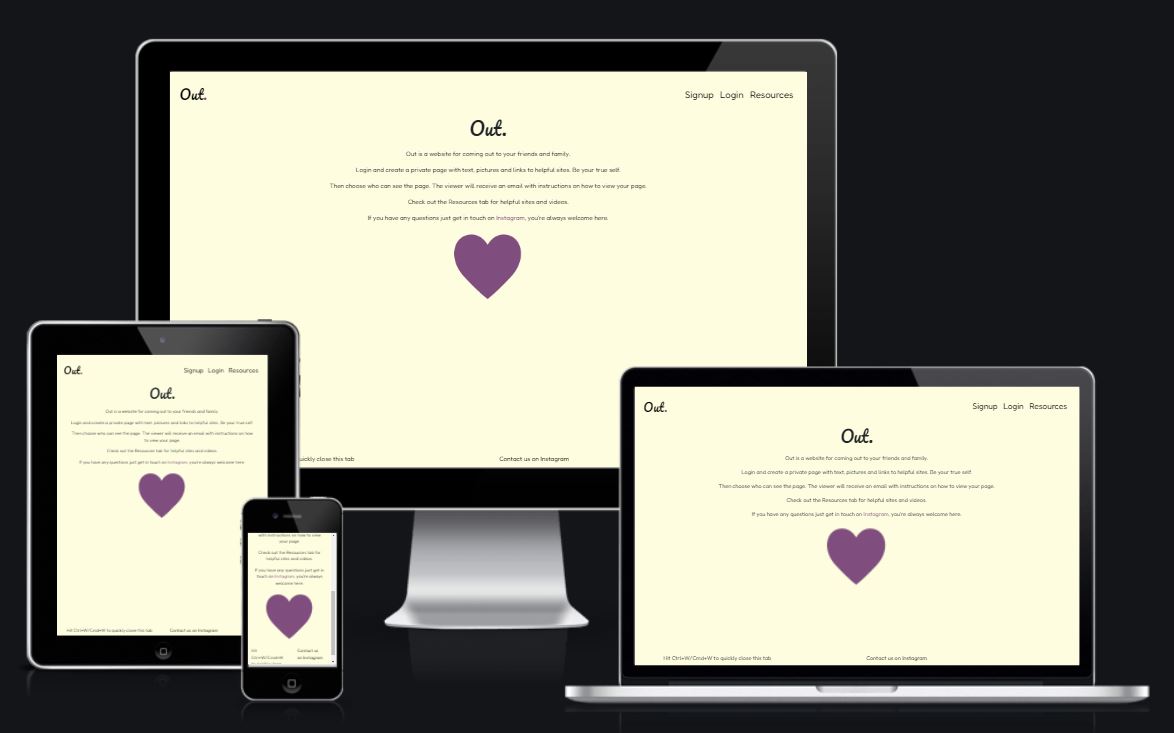 Out.
Signup Login Resources
Out.
Out is a website for coming out to your friends and family.
Login and create a private page with text, pictures and links to helpful sites. Be your true self.
Then choose who can see the page. The viewer will receive an email with instructions on how to view your page.
Check out the Resources tab for helpful sites and videos.
If you have any questions just get in touch on Instagram, you're always welcome here.
quickly close this tab
Contact us on Instagram
Out.
Signup Login Resources
Out.
Out is a website for coming out to your friends and family.
Login and create a private page with text, pictures and links to helpful sites. Be your true self.
Then choose who can see the page. The viewer will receive an email with instructions on how
to view your page.
Check out the Resources tab for helpful sites and videos.
If you have any questions just get in touch on Instagram, you're always welcome here.
Hit Ctrl+W/Cmd+W to quickly close this tab
Contact us on Instagram
with instructions on how to view
your page.
Check out the Resources tab for
helpful sites and videos.
If you have any questions just get in
touch on Instagram, you're always
welcome here.
Hit
Ctrl+W/Cmd+W
Contact us
on Instagram
Out.
Signup Login Resources
Out.
Out is a website for coming out to your friends and family.
Login and create a private page with text, pictures and links to helpful sites. Be your true self.
Then choose who can see the page. The viewer will receive an email with instructions on how to view your page.
Check out the Resources tab for helpful sites and videos.
If you have any questions just get in touch on Instagram, you're always welcome here.
Hit Ctrl+W/Cmd+W to quickly close this tab
Contact us on Instagram